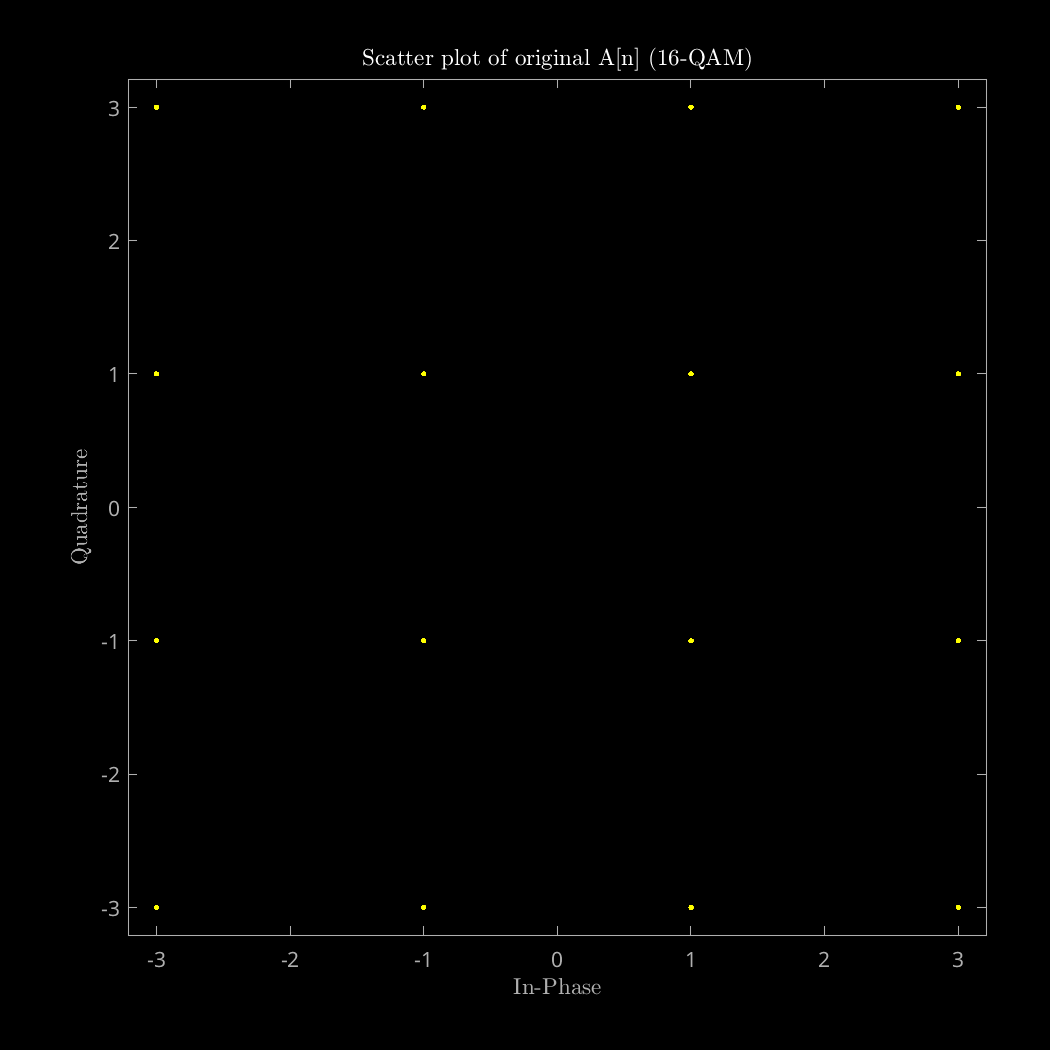 Scatter plot of original A[n] (16-QAM)
3
2
1
0
-1
-2
-3
Quadrature
-3 -2 -1 0 1 2 3
In-Phase